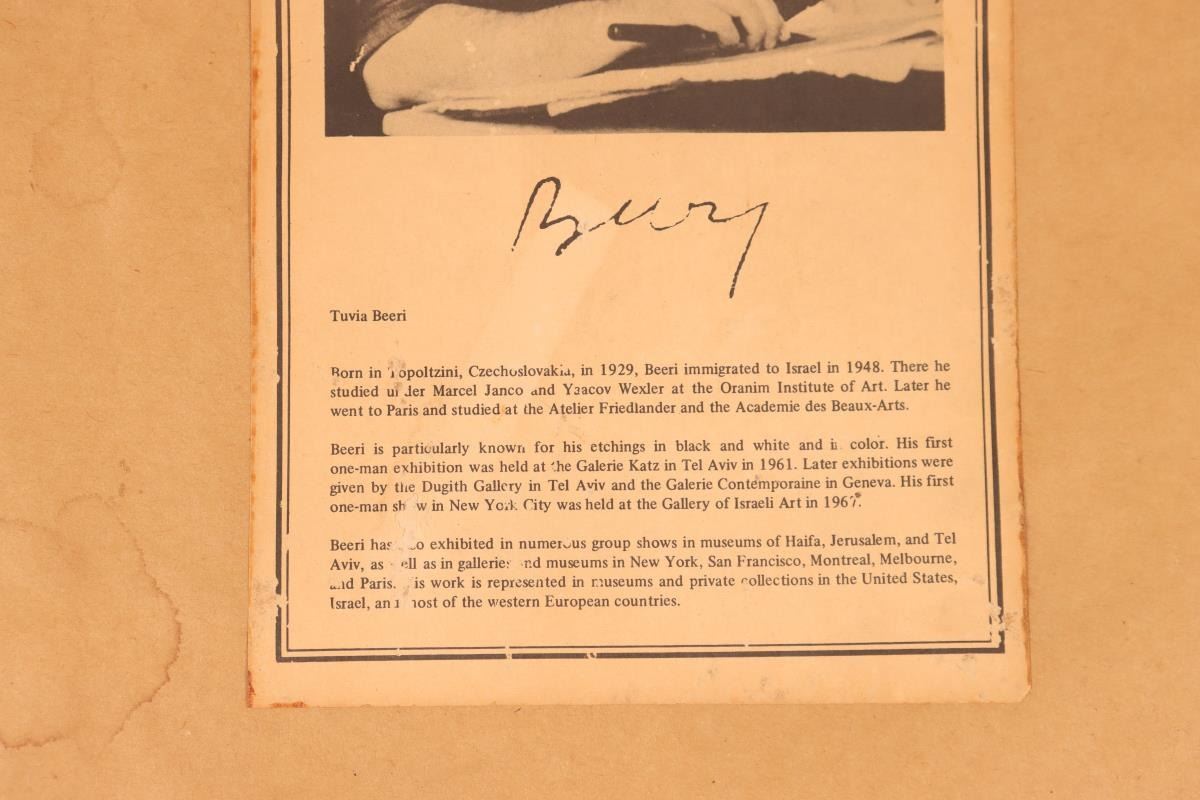 Beery
Tuvia Beeri
Born in Topoltzini, Czechoslovakia, in 1929, Beeri immigrated to Israel in 1948. There he
studied under Marcel Janco and Yaacov Wexler at the Oranim Institute of Art. Later he
went to Paris and studied at the Atelier Friedlander and the Academie des Beaux-Arts.
Beeri is particularly known for his etchings in black and white and in color. His first
one-man exhibition was held at the Galerie Katz in Tel Aviv in 1961. Later exhibitions were
given by the Dugith Gallery in Tel Aviv and the Galerie Contemporaine in Geneva. His first
one-man show in New York City was held at the Gallery of Israeli Art in 1967.
Beeri has also exhibited in numerous group shows in museums of Haifa, Jerusalem, and Tel
Aviv, as well as in galleries and museums in New York, San Francisco, Montreal, Melbourne,
and Paris. His work is represented in museums and private collections in the United States,
Israel, and most of the western European countries.